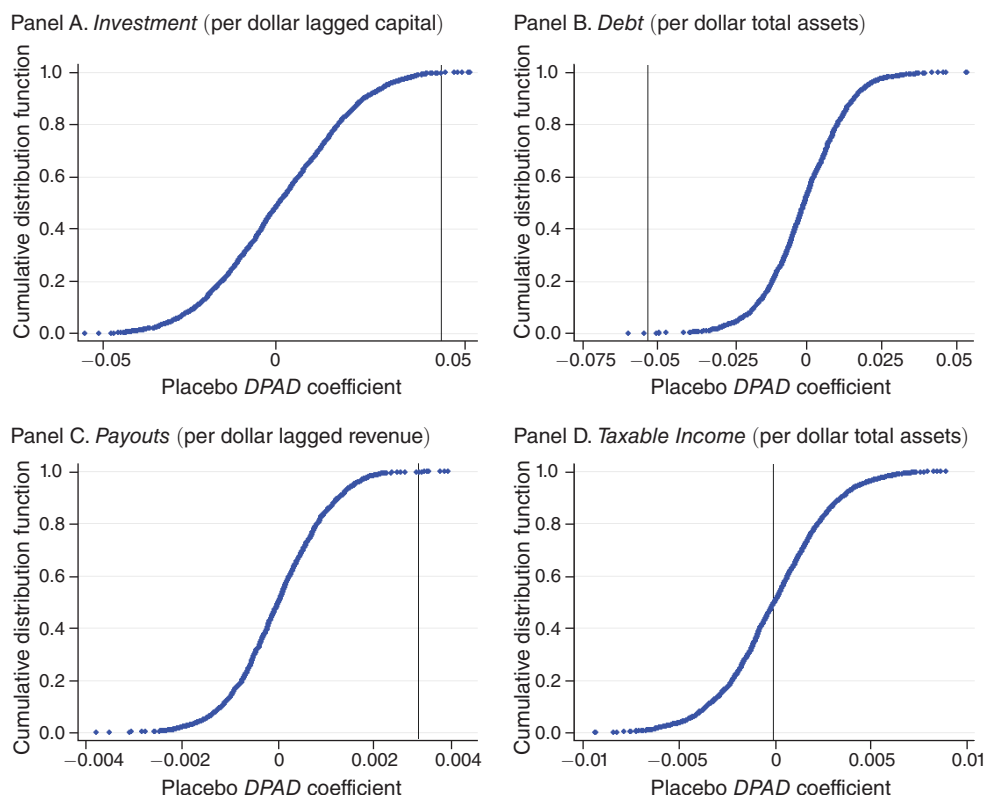 Panel A. Investment (per dollar lagged capital)
Cumulative distribution function
1.0
0.8
0.6
0.4
0.2
0.0
−0.05 0 0.05
Placebo DPAD coefficient
Panel B. Debt (per dollar total assets)
Cumulative distribution function
1.0
0.8
0.6
0.4
0.2
0.0
−0.075 −0.05 −0.025 0 0.025 0.05
Placebo DPAD coefficient
Panel C. Payouts (per dollar lagged revenue)
Cumulative distribution function
1.0
0.8
0.6
0.4
0.2
0.0
−0.004 −0.002 0 0.002 0.004
Placebo DPAD coefficient
Panel D. Taxable Income (per dollar total assets)
Cumulative distribution function
1.0
0.8
0.6
0.4
0.2
0.0
−0.01 −0.005 0 0.005 0.01
Placebo DPAD coefficient